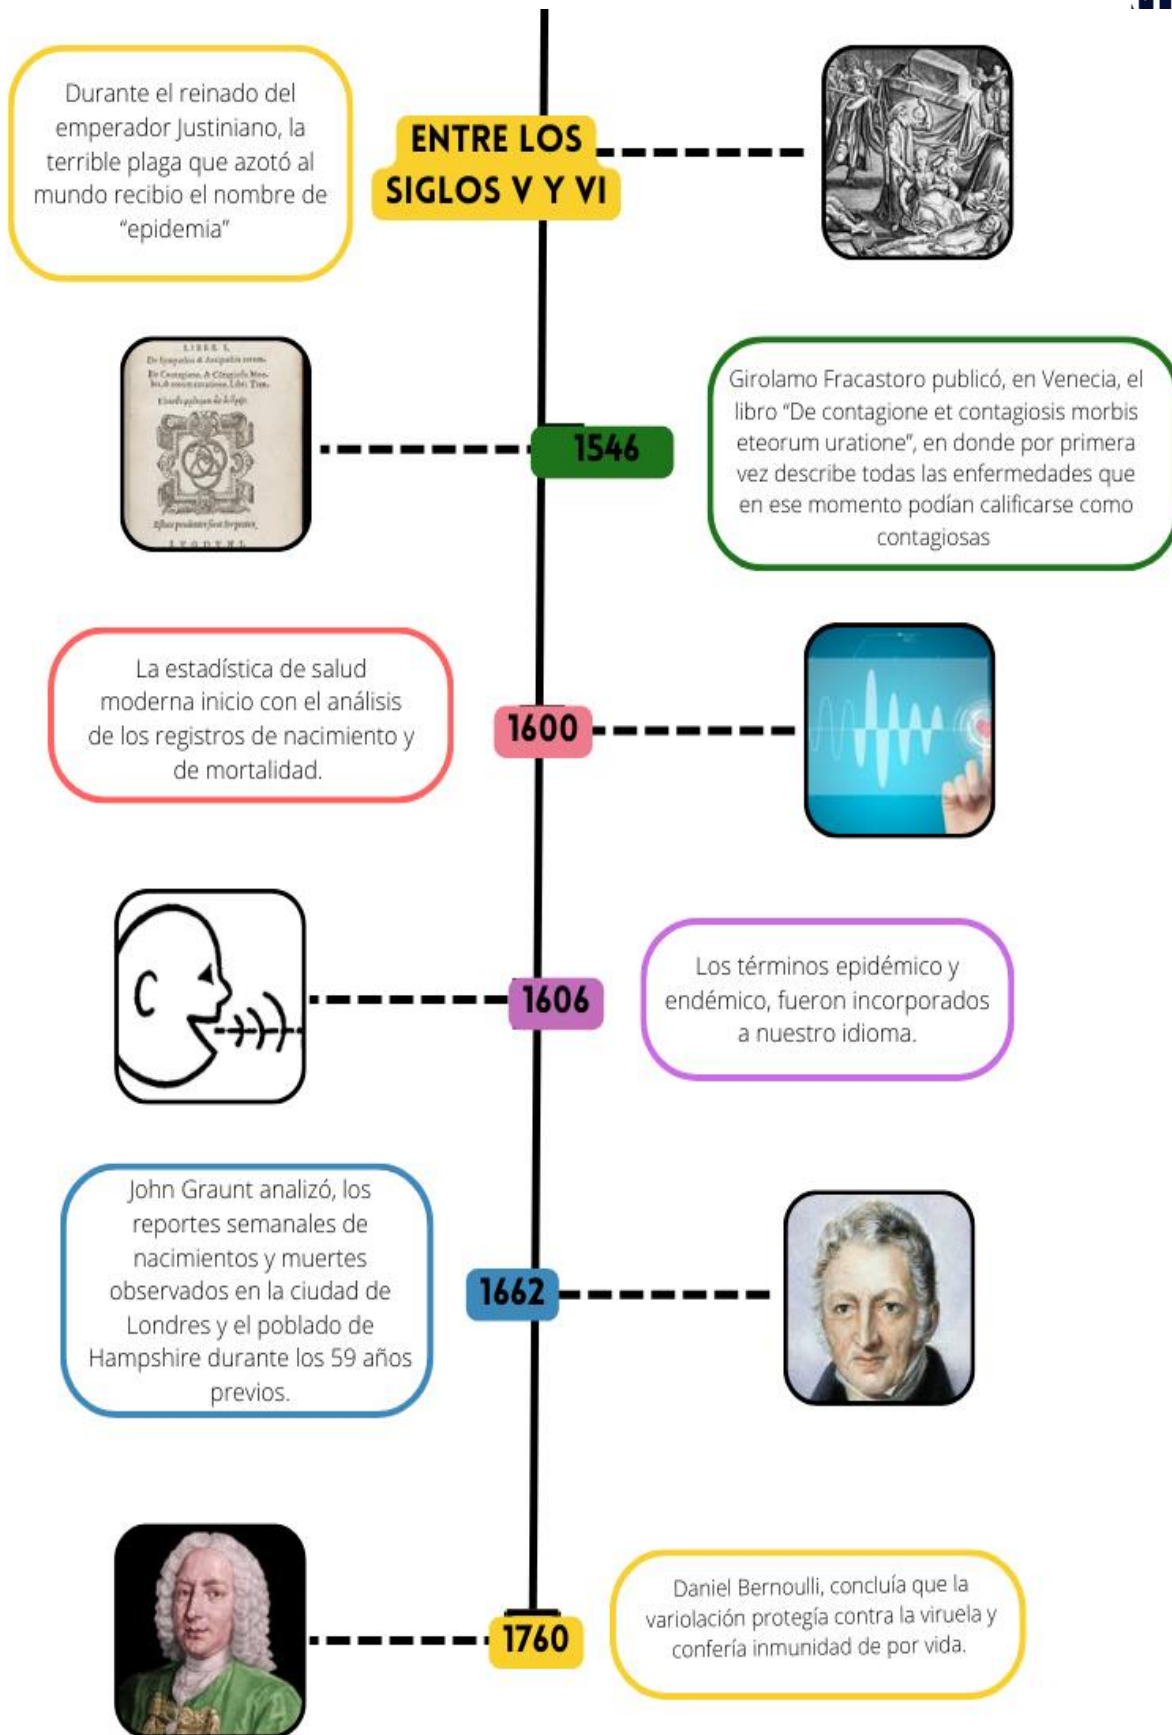 Durante el reinado del
emperador Justiniano, la
terrible plaga que azotó al
mundo recibio el nombre de
“epidemia”
ENTRE LOS
SIGLOS V Y VI
LIBER I,
De Sympathia & Antipathia rerum,
1546
Girolamo Fracastoro publicó, en Venecia, el
libro “De contagione et contagiosis morbis
eteorum uratione”, en donde por primera
vez describe todas las enfermedades que
en ese momento podían calificarse como
contagiosas
La estadística de salud
moderna inicio con el análisis
de los registros de nacimiento y
de mortalidad.
1600
1606
Los términos epidémico y
endémico, fueron incorporados
a nuestro idioma.
John Graunt analizó, los
reportes semanales de
nacimientos y muertes
observados en la ciudad de
Londres y el poblado de
Hampshire durante los 59 años
previos.
1662
1760
Daniel Bernoulli, concluía que la
variolación protegía contra la viruela y
confería inmunidad de por vida.